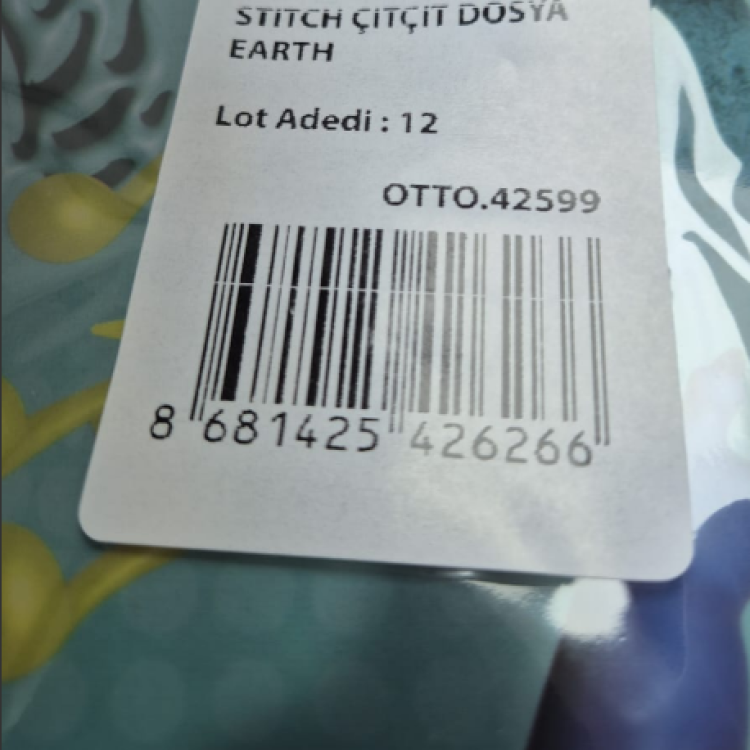 STITCH ÇITÇIT DOSYA
EARTH
Lot Adedi : 12
OTTO.42599
8 681425 426266